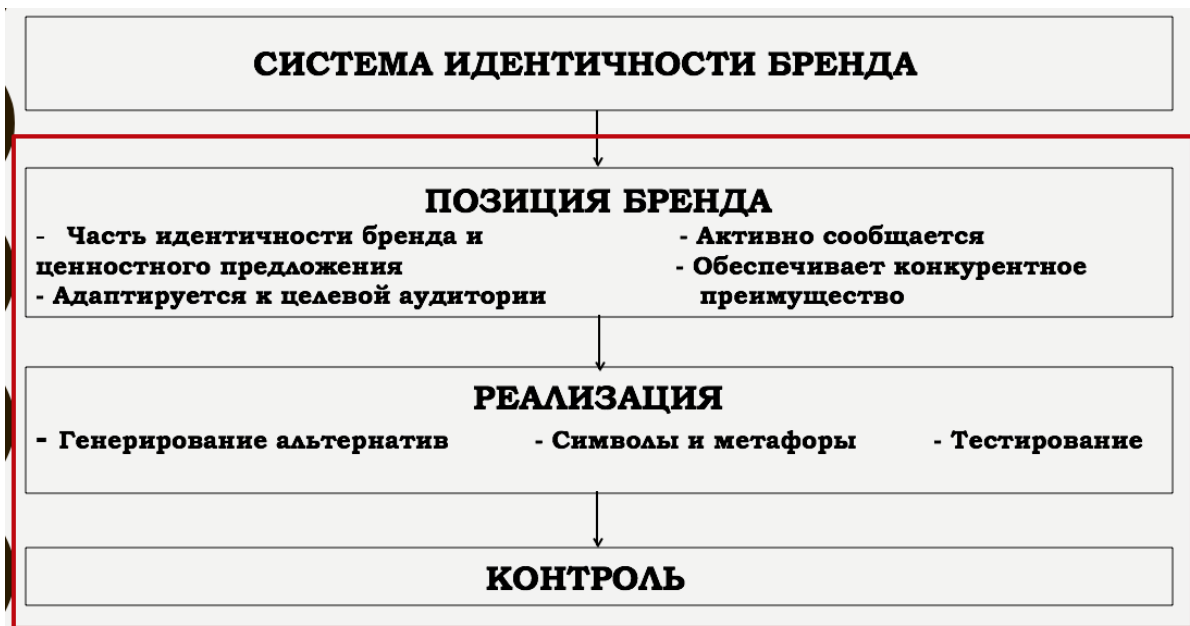 СИСТЕМА ИДЕНТИЧНОСТИ БРЕНДА
ПОЗИЦИЯ БРЕНДА
- Часть идентичности бренда и
ценностного предложения
- Адаптируется к целевой аудитории
- Активно сообщается
- Обеспечивает конкурентное
преимущество
РЕАЛИЗАЦИЯ
- Генерирование альтернатив - Символы и метафоры - Тестирование
КОНТРОЛЬ